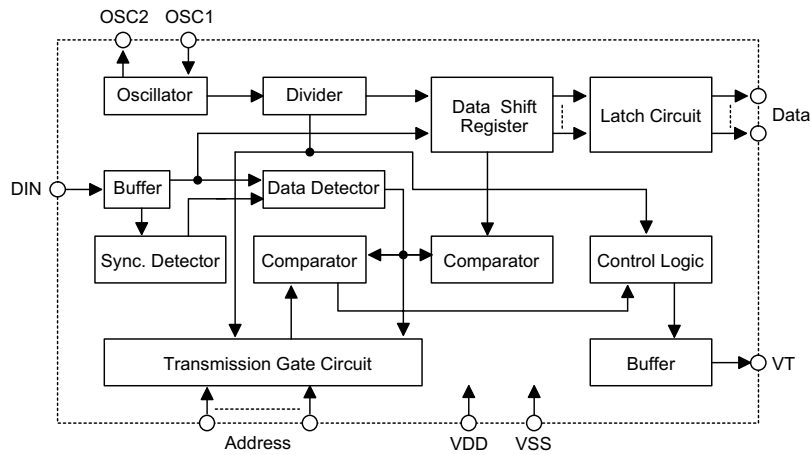 OSC2 OSC1
Oscillator
Divider
Data Shift
Register
Latch Circuit
Data
DIN
Buffer
Data Detector
Sync. Detector
Comparator
Comparator
Control Logic
Transmission Gate Circuit
Buffer
VT
Address
VDD
VSS